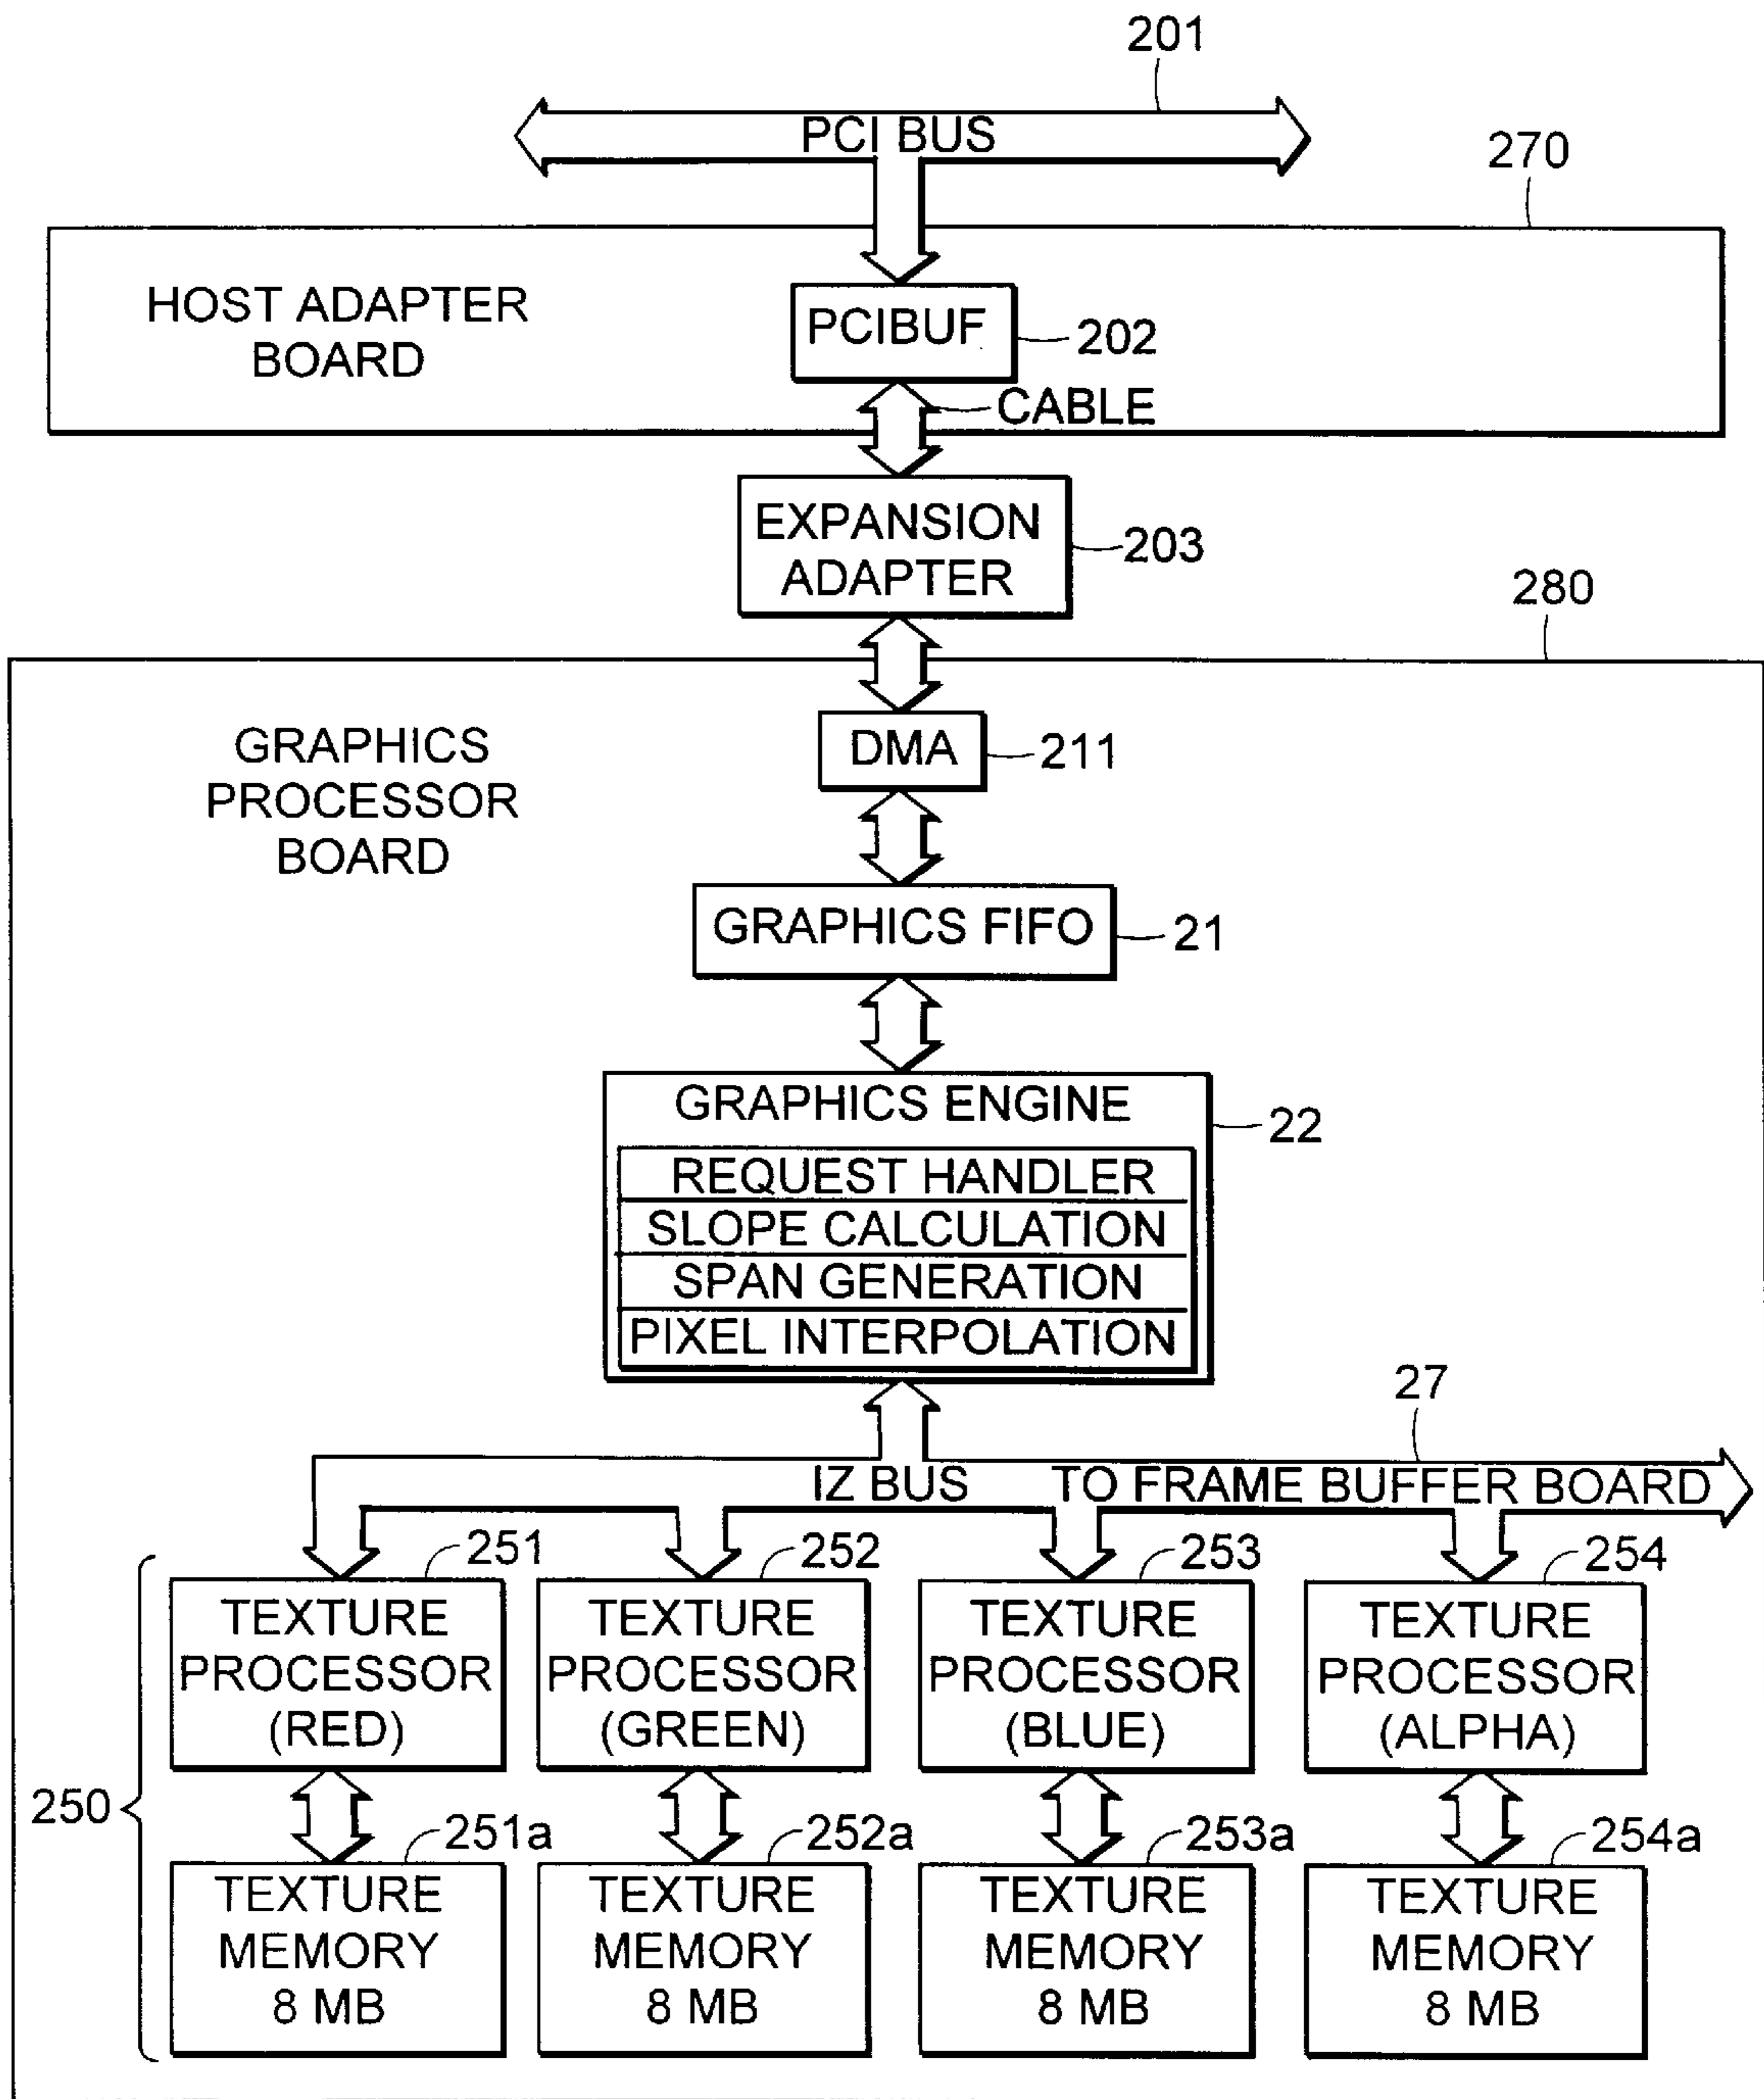 201
PCI BUS
270
HOST ADAPTER
BOARD
PCIBUF
202
CABLE
EXPANSION
ADAPTER
203
280
GRAPHICS
PROCESSOR
BOARD
DMA
211
GRAPHICS FIFO
21
GRAPHICS ENGINE
22
REQUEST HANDLER
SLOPE CALCULATION
SPAN GENERATION
PIXEL INTERPOLATION
27
IZ BUS
TO FRAME BUFFER BOARD
251
252
253
254
TEXTURE
PROCESSOR
(RED)
TEXTURE
PROCESSOR
(GREEN)
TEXTURE
PROCESSOR
(BLUE)
TEXTURE
PROCESSOR
(ALPHA)
250
251a
252a
253a
254a
TEXTURE
MEMORY
8 MB
TEXTURE
MEMORY
8 MB
TEXTURE
MEMORY
8 MB
TEXTURE
MEMORY
8 MB